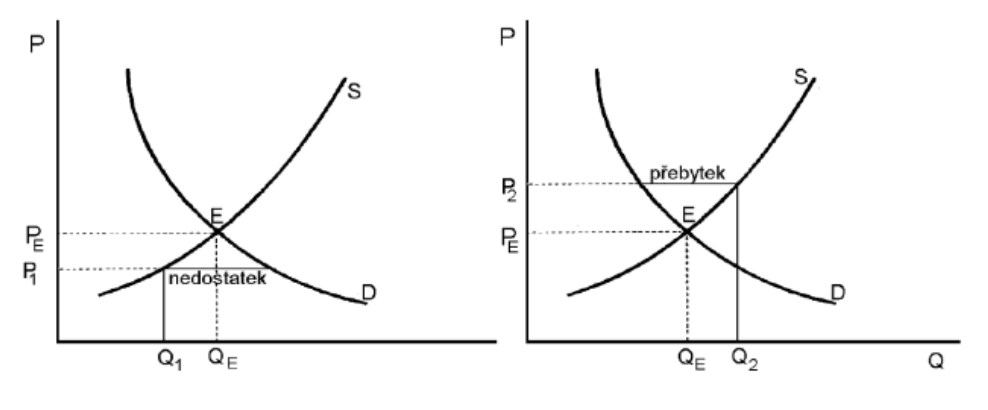 P
S
E
P_E
P_1
nedostatek
D
Q_1
Q_E
P
S
přebytek
P_2
E
P_E
D
Q_E
Q_2
Q